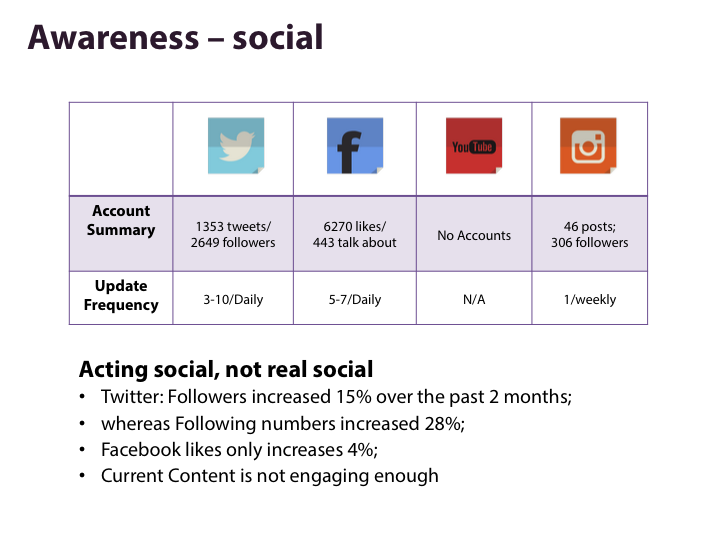 Awareness – social
You Tube
Account
Summary
1353 tweets/
2649 followers
6270 likes/
443 talk about
No Accounts
46 posts;
306 followers
Update
Frequency
3-10/Daily
5-7/Daily
N/A
1/weekly
Acting social, not real social
• Twitter: Followers increased 15% over the past 2 months;
• whereas Following numbers increased 28%;
• Facebook likes only increases 4%;
• Current Content is not engaging enough